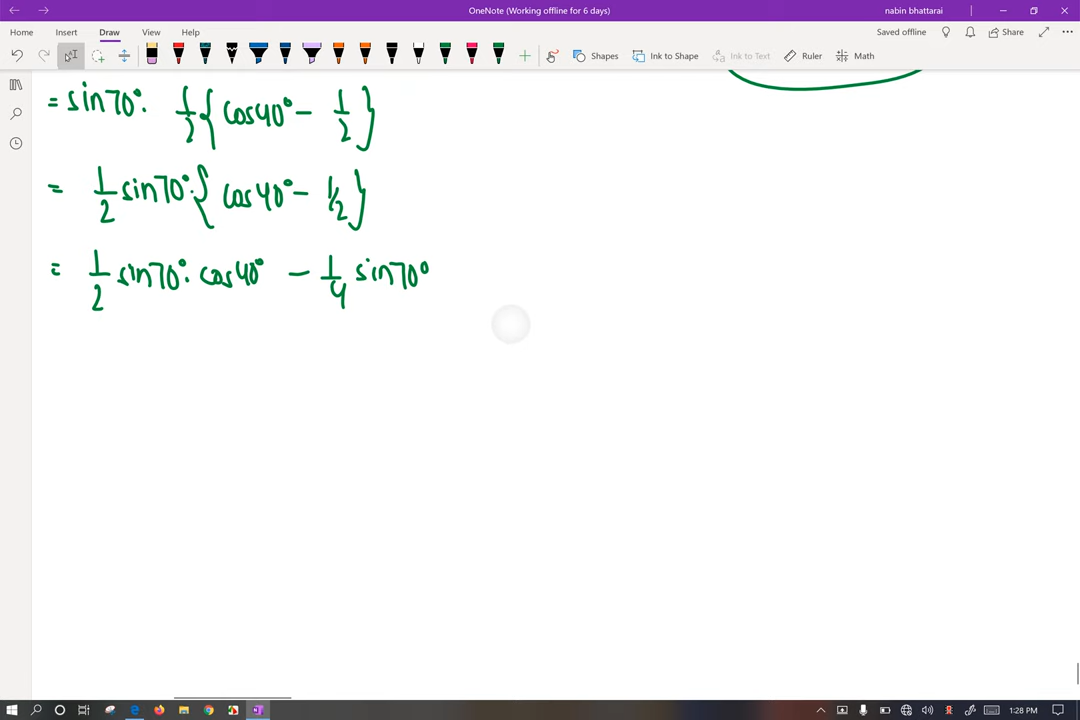 OneNote (Working offline for 6 days)
nabin bhattarai
Home Insert Draw View Help
Saved offline Share
Shapes Ink to Shape Ink to Text Ruler Math
= sin70°. 1/2 { cos40° - 1/2 }
= 1/2 sin70°. { cos40° - 1/2 }
= 1/2 sin70°. cos40° - 1/4 sin70°
1:28 PM